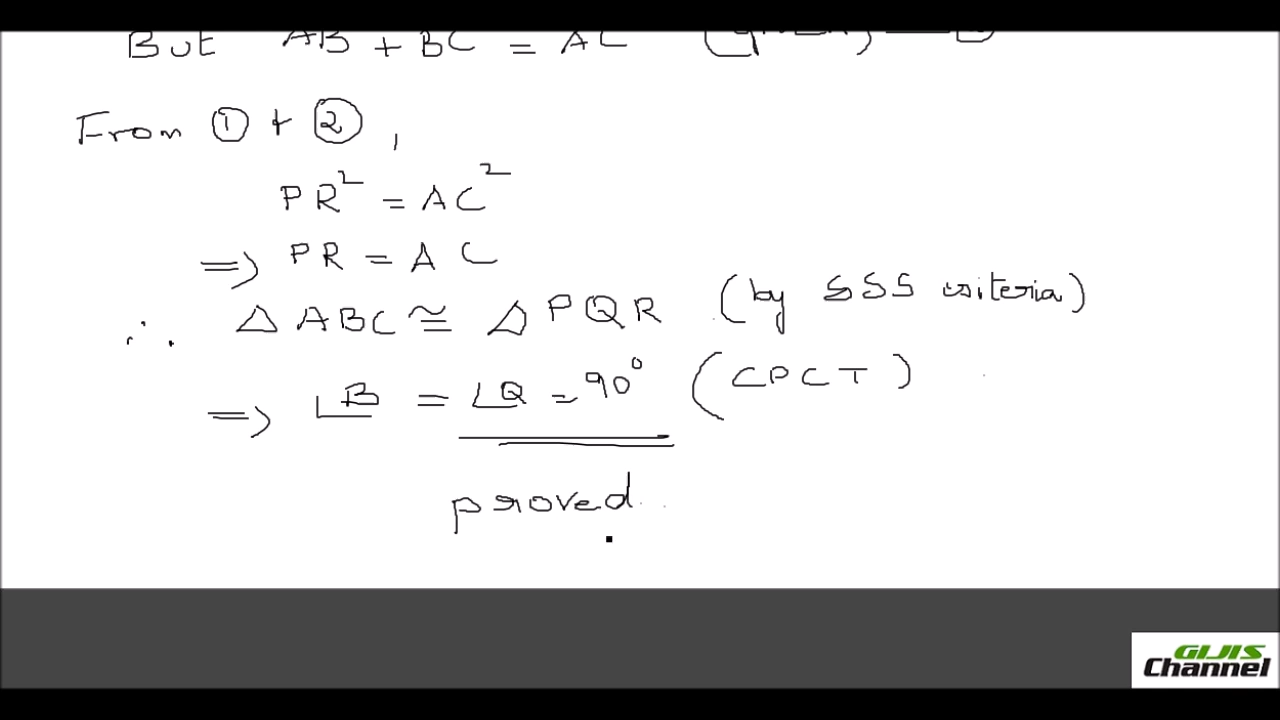 But AB + BC = AC
From ① + ②,
PR² = AC²
=> PR = AC
∴ △ ABC ≅ △ PQR (by SSS criteria)
=> ∠B = ∠Q = 90° (CPCT)
proved
GIIS
Channel